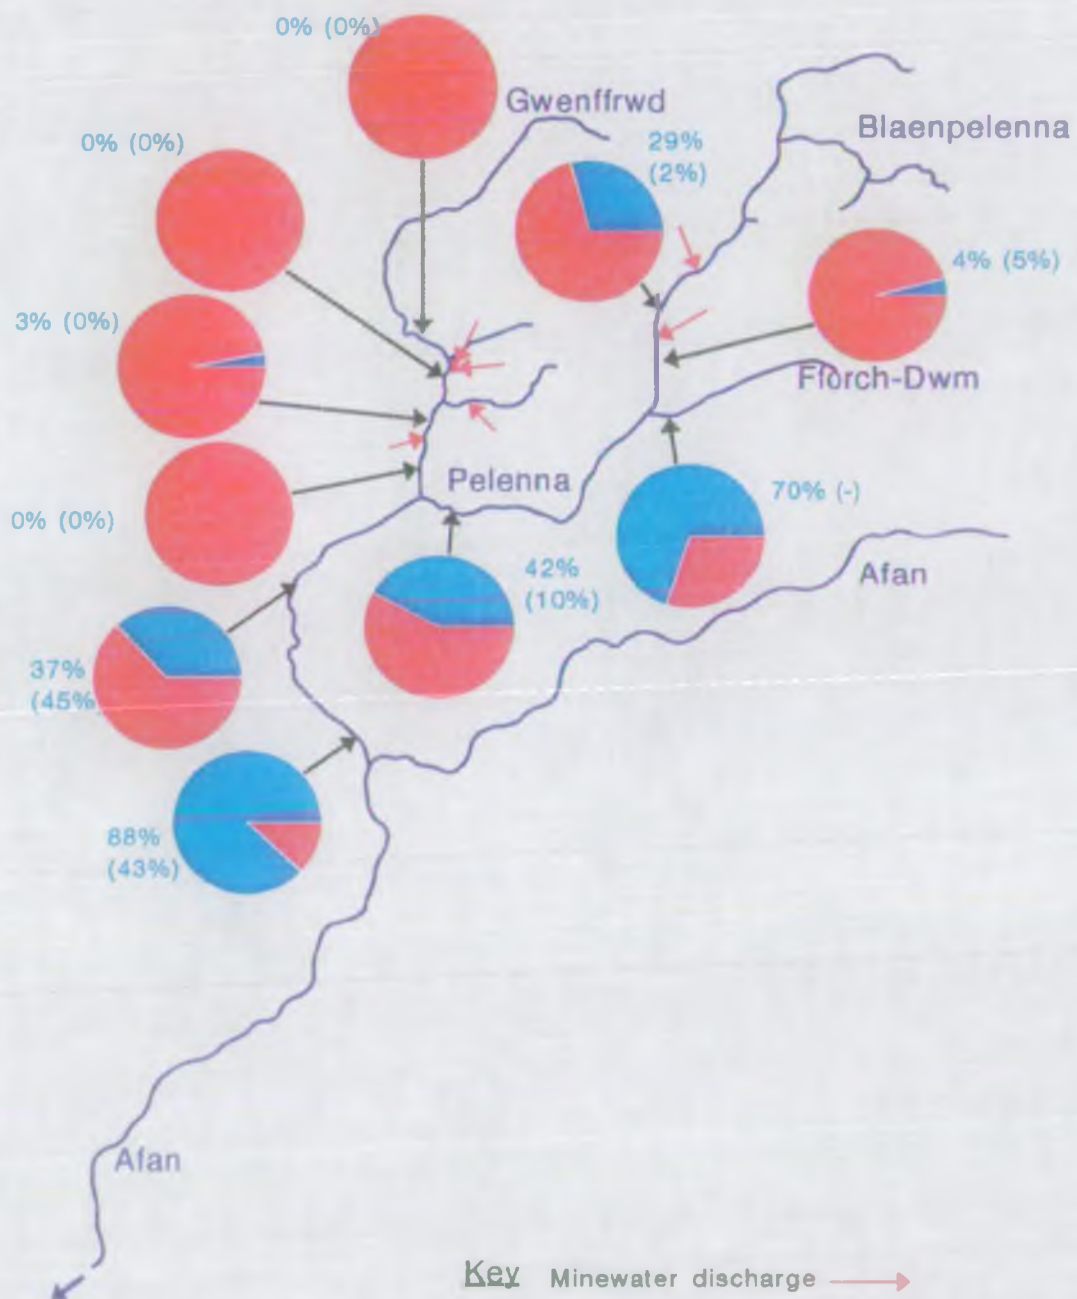 0% (0%)
Gwenffrwd
Blaenpelenna
29%
(2%)
0% (0%)
4% (5%)
3% (0%)
Fforch-Dwm
Pelenna
70% (-)
0% (0%)
42%
(10%)
Afan
37%
(45%
88%
(43%)
Afan
Key Minewater discharge